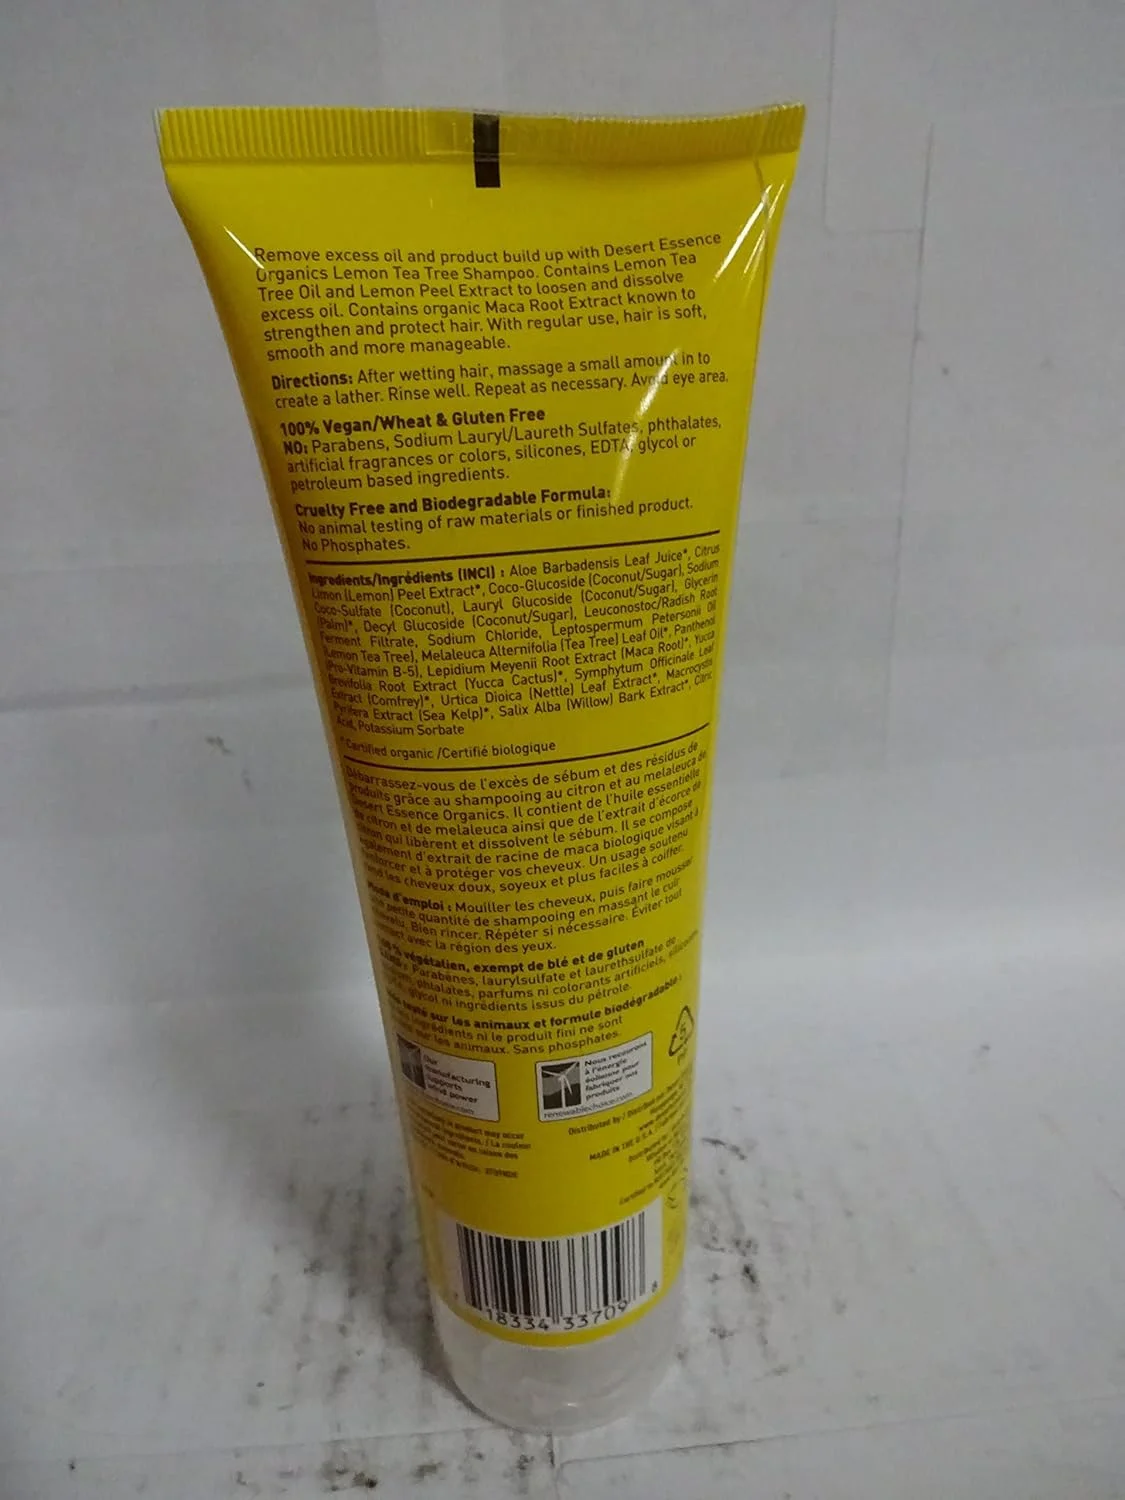 Remove excess oil and product build up with Desert Essence
Organics Lemon Tea Tree Shampoo. Contains Lemon Tea
Tree Oil and Lemon Peel Extract to loosen and dissolve
excess oil. Contains organic Maca Root Extract known to
strengthen and protect hair. With regular use, hair is soft,
smooth and more manageable.
Directions: After wetting hair, massage a small amount in to
create a lather. Rinse well. Repeat as necessary. Avoid eye area.
100% Vegan/Wheat & Gluten Free
NO: Parabens, Sodium Lauryl/Laureth Sulfates, phthalates,
artificial fragrances or colors, silicones, EDTA, glycol or
petroleum based ingredients.
Cruelty Free and Biodegradable Formula:
No animal testing of raw materials or finished product.
No Phosphates.
Ingredients/Ingrédients (INCI) : Aloe Barbadensis Leaf Juice*, Citrus
Limon (Lemon) Peel Extract*, Coco-Glucoside (Coconut/Sugar), Sodium
Coco-Sulfate (Coconut), Lauryl Glucoside (Coconut/Sugar), Glycerin
(Palm)*, Decyl Glucoside (Coconut/Sugar), Leuconostoc/Radish Root
Ferment Filtrate, Sodium Chloride, Leptospermum Petersonii Oil
(Lemon Tea Tree), Melaleuca Alternifolia (Tea Tree) Leaf Oil*, Panthenol
(Pro-Vitamin B-5), Lepidium Meyenii Root Extract (Maca Root)*, Yucca
Brevifolia Root Extract (Yucca Cactus)*, Symphytum Officinale Leaf
Extract (Comfrey)*, Urtica Dioica (Nettle) Leaf Extract*, Macrocystis
Pyrifera Extract (Sea Kelp)*, Salix Alba (Willow) Bark Extract*, Citric
Acid, Potassium Sorbate
*Certified organic /Certifié biologique
Débarrassez-vous de l'excès de sébum et des résidus de
produits grâce au shampooing au citron et au melaleuca de
Desert Essence Organics. Il contient de l'huile essentielle
de citron et de melaleuca ainsi que de l'extrait d'écorce de
citron qui libèrent et dissolvent le sébum. Il se compose
également d'extrait de racine de maca biologique visant à
renforcer et à protéger vos cheveux. Un usage soutenu
rend les cheveux doux, soyeux et plus faciles à coiffer.
Mode d'emploi : Mouiller les cheveux, puis faire mousser
une petite quantité de shampooing en massant le cuir
chevelu. Bien rincer. Répéter si nécessaire. Éviter tout
contact avec la région des yeux.
100 % végétalien, exempt de blé et de gluten
Parabènes, laurylsulfate et laurethsulfate de
phtalates, parfums ni colorants artificiels, silicones,
glycol ni ingrédients issus du pétrole.
testé sur les animaux et formule biodégradable :
ingrédients ni le produit fini ne sont
sur les animaux. Sans phosphates.
Our
manufacturing
supports
wind power
Nous recourons
à l'énergie
éolienne pour
fabriquer nos
produits
renewablechoice.com
5
product may occur
La couleur
Distributed by /
MADE IN THE U.S.A.
18334 33709 8